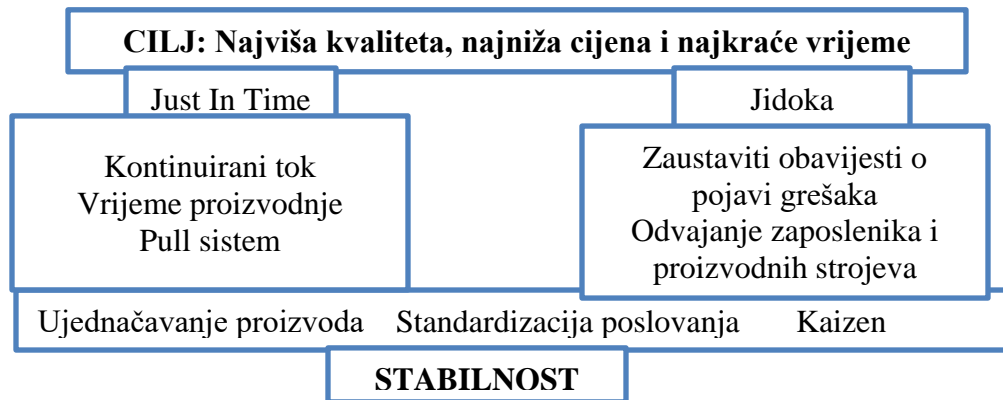 CILJ: Najviša kvaliteta, najniža cijena i najkraće vrijeme
Just In Time
Kontinuirani tok
Vrijeme proizvodnje
Pull sistem
Jidoka
Zaustaviti obavijesti o
pojavi grešaka
Odvajanje zaposlenika i
proizvodnih strojeva
Ujednačavanje proizvoda Standardizacija poslovanja Kaizen
STABILNOST